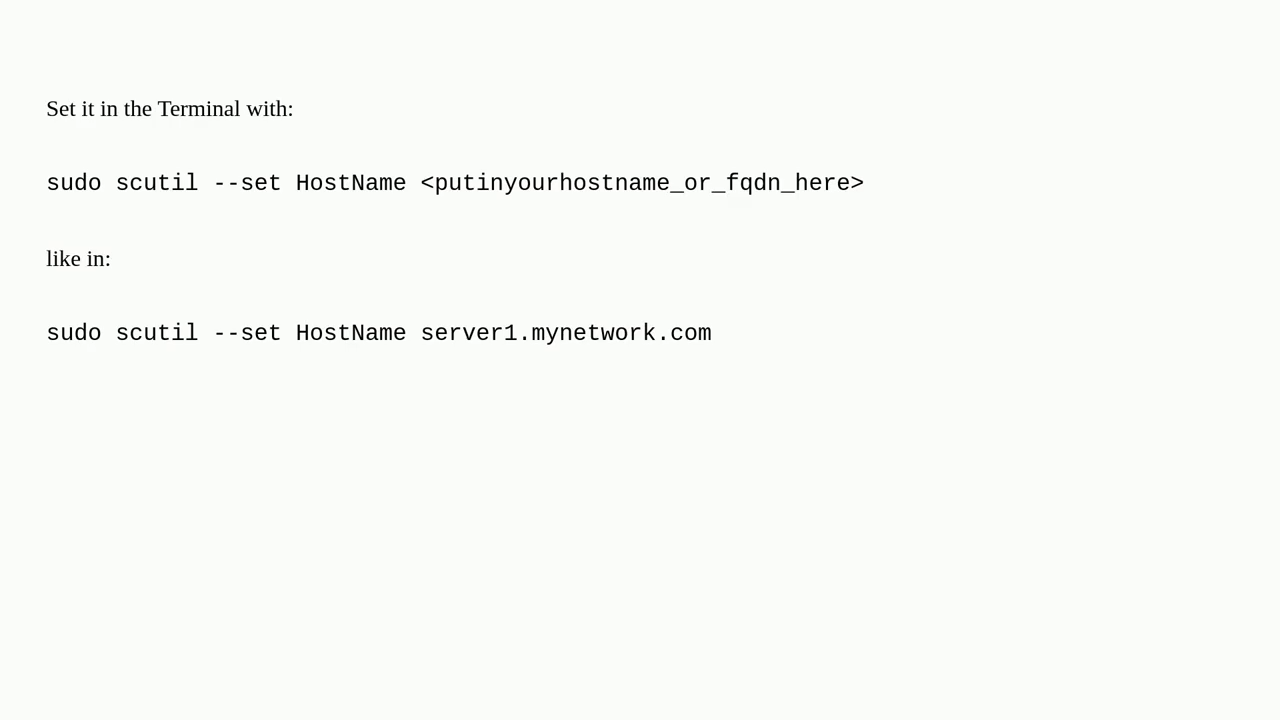 Set it in the Terminal with:
sudo scutil --set HostName <putinyourhostname_or_fqdn_here>
like in:
sudo scutil --set HostName server1.mynetwork.com